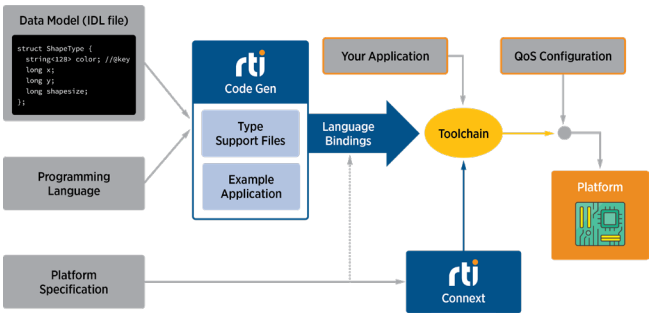 Data Model (IDL file)
struct ShapeType {
string<128> color; //@key
long x;
long y;
long shapesize;
};
Programming
Language
Platform
Specification
rti
Code Gen
Type
Support Files
Example
Application
Language
Bindings
Your Application
QoS Configuration
Toolchain
Platform
rti
Connext